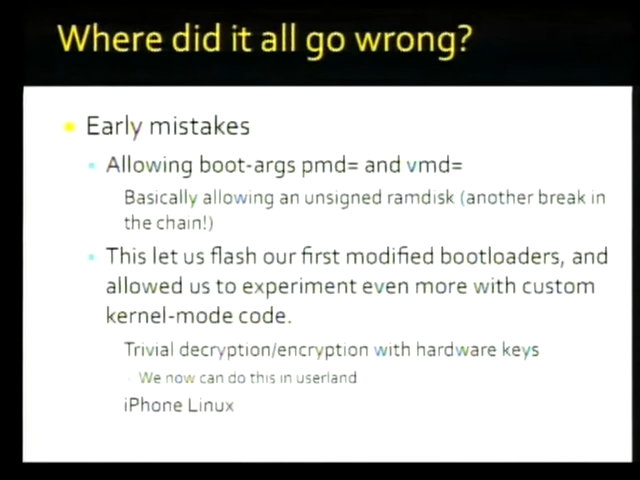 Where did it all go wrong?
Early mistakes
Allowing boot-args pmd= and vmd=
Basically allowing an unsigned ramdisk (another break in
the chain!)
This let us flash our first modified bootloaders, and
allowed us to experiment even more with custom
kernel-mode code.
Trivial decryption/encryption with hardware keys
We now can do this in userland
iPhone Linux